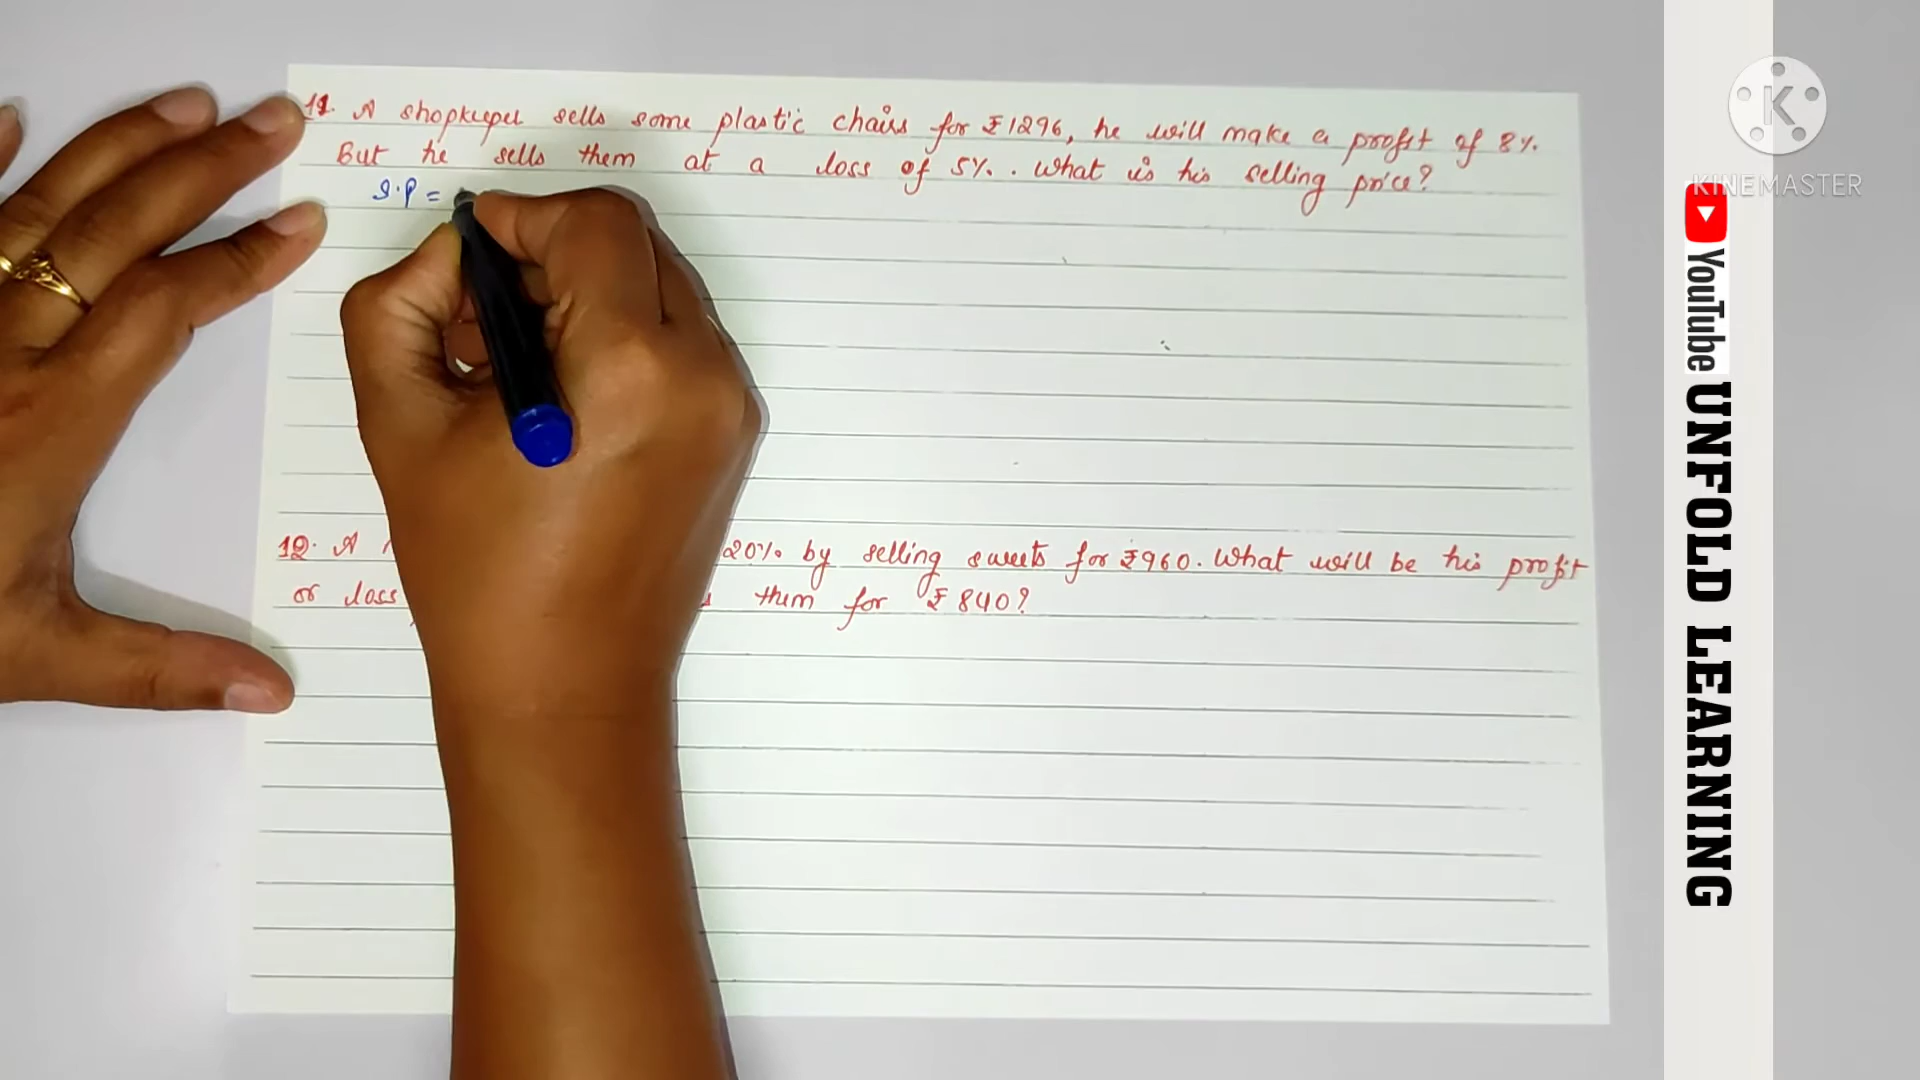 11. A shopkeeper sells some plastic chairs for ₹1296, he will make a profit of 8%.
But he sells them at a loss of 5%. What is his selling price?
S.P =
12. A 20% by selling sweets for ₹960. What will be his profit
or loss them for ₹840?
KINEMASTER
YouTube UNFOLD LEARNING